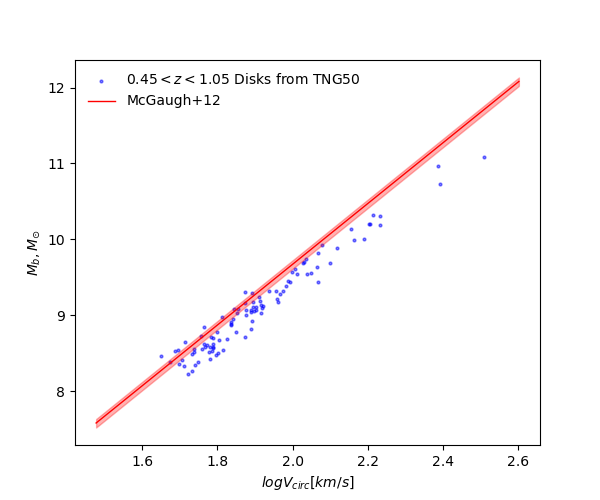 0.45 < z < 1.05 Disks from TNG50
McGaugh+12
12
11
10
9
8
M_b, M_⊙
1.6 1.8 2.0 2.2 2.4 2.6
logV_circ[km/s]